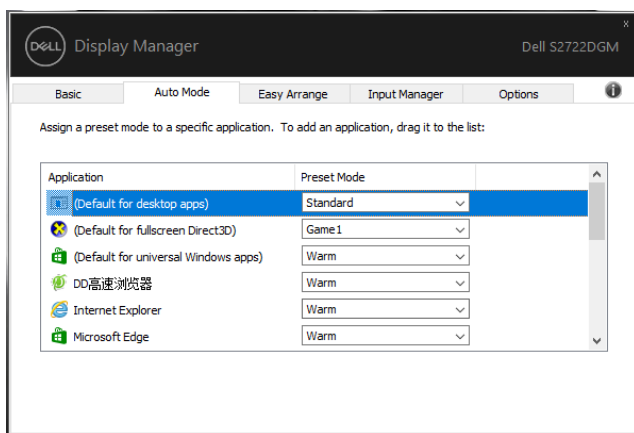 DELL Display Manager Dell S2722DGM x
Basic Auto Mode Easy Arrange Input Manager Options i
Assign a preset mode to a specific application. To add an application, drag it to the list:
Application Preset Mode
(Default for desktop apps) Standard
(Default for fullscreen Direct3D) Game1
(Default for universal Windows apps) Warm
DD高速浏览器 Warm
Internet Explorer Warm
Microsoft Edge Warm